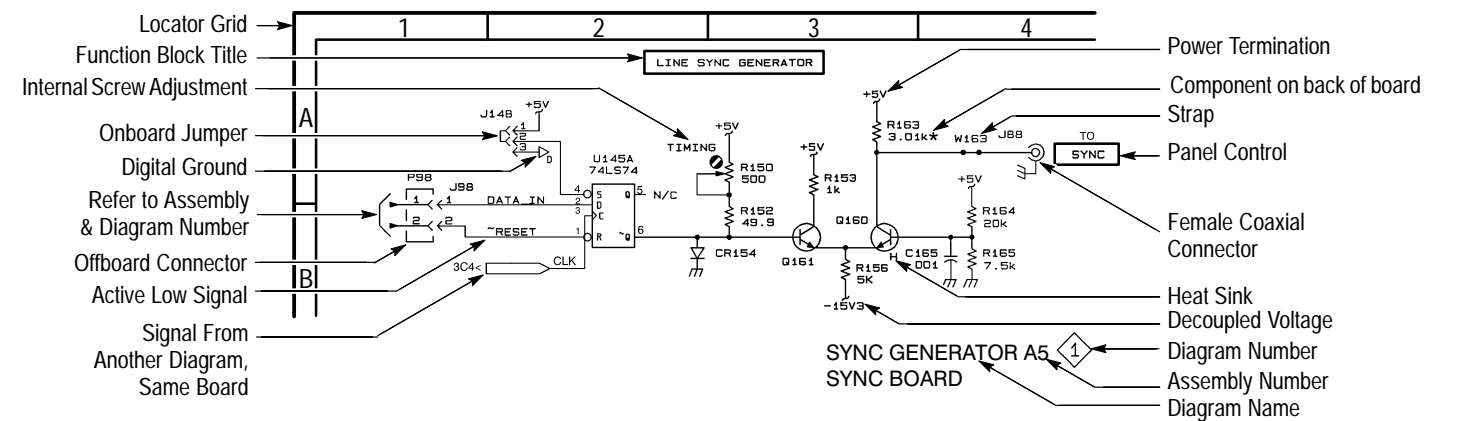 Locator Grid
Function Block Title
Internal Screw Adjustment
Onboard Jumper
Digital Ground
Refer to Assembly
& Diagram Number
Offboard Connector
Active Low Signal
Signal From
Another Diagram,
Same Board
1
2
3
4
A
B
LINE SYNC GENERATOR
J148
+5V
1
2
3
D
P98
J98
1
1
2
2
DATA_IN
~RESET
3C4<
CLK
U145A
74LS74
4
2
3
1
S
D
C
R
Q
~Q
5
6
N/C
TIMING
+5V
R150
500
R152
49.9
CR154
+5V
R153
1k
Q161
Q160
+5V
R163
3.01k*
W163
J88
TO
SYNC
+5V
R164
20k
C165
.001
R165
7.5k
H
R156
5K
-15V3
SYNC GENERATOR A5
1
SYNC BOARD
Power Termination
Component on back of board
Strap
Panel Control
Female Coaxial
Connector
Heat Sink
Decoupled Voltage
Diagram Number
Assembly Number
Diagram Name